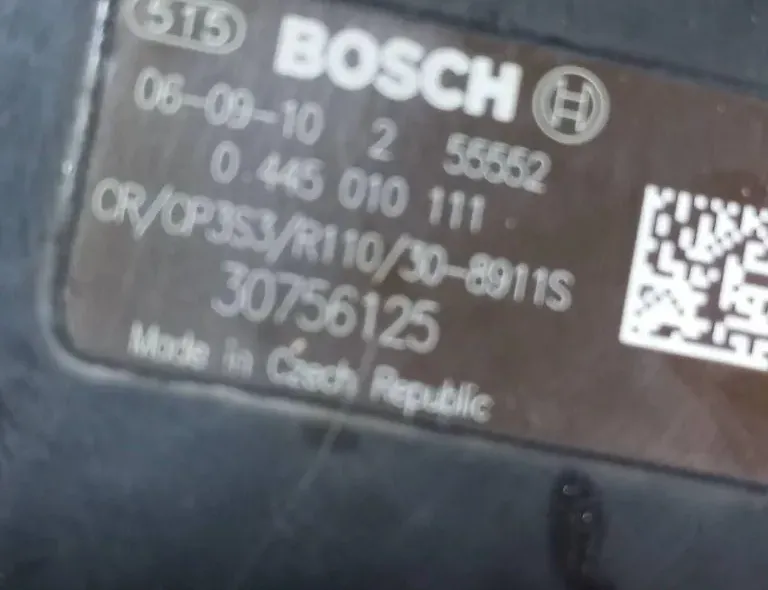 515 BOSCH
06-09-10 2 55552
0 445 010 111
CR/CP3S3/R110/30-8911S
30756125
Made in Czech Republic